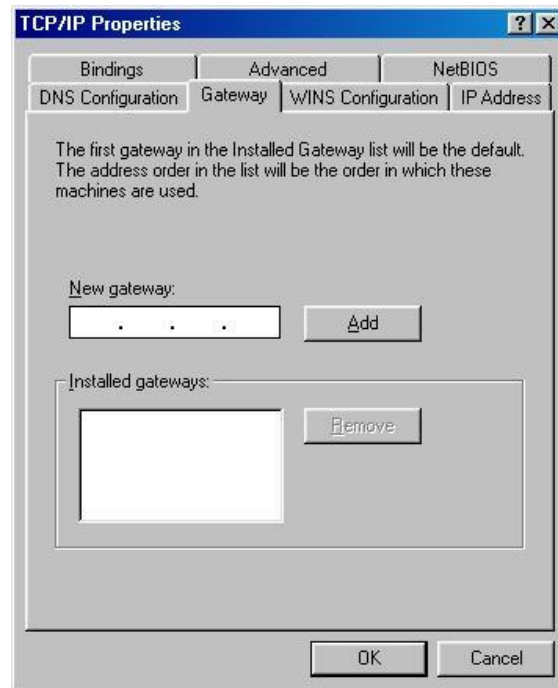 TCP/IP Properties
? ×
Bindings Advanced NetBIOS
DNS Configuration Gateway WINS Configuration IP Address
The first gateway in the Installed Gateway list will be the default.
The address order in the list will be the order in which these
machines are used.
New gateway:
. . .
Add
Installed gateways:
Remove
OK Cancel